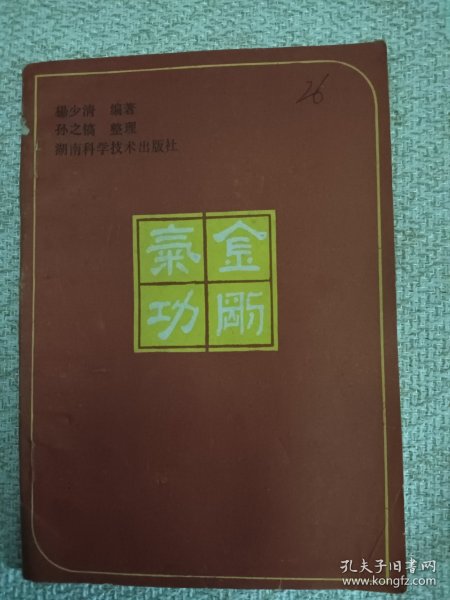 杨少清 编著
孙之镐 整理
湖南科学技术出版社
26
金剛
氣功
孔夫子旧书网
www.kongfz.com